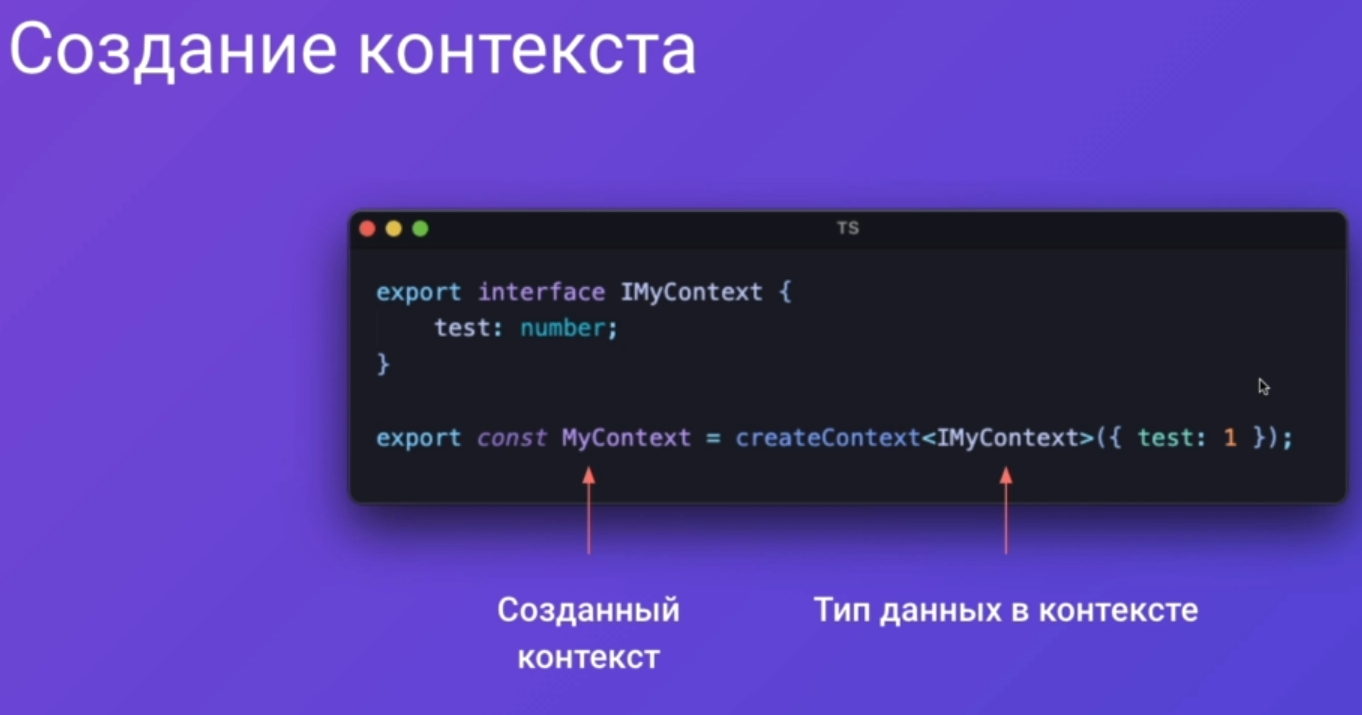 Создание контекста
TS
export interface IMyContext {
    test: number;
}
export const MyContext = createContext<IMyContext>({ test: 1 });
Созданный
контекст
Тип данных в контексте